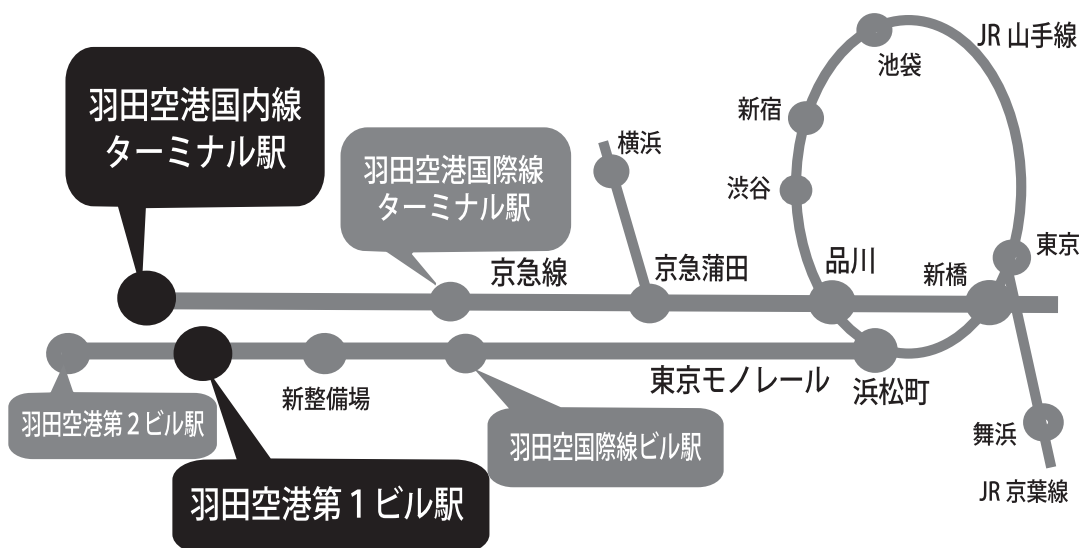 JR 山手線
池袋
羽田空港国内線
ターミナル駅
新宿
横浜
羽田空港国際線
ターミナル駅
渋谷
東京
京急線
京急蒲田
品川
新橋
東京モノレール
浜松町
新整備場
羽田空港第2ビル駅
舞浜
羽田空国際線ビル駅
羽田空港第1ビル駅
JR 京葉線